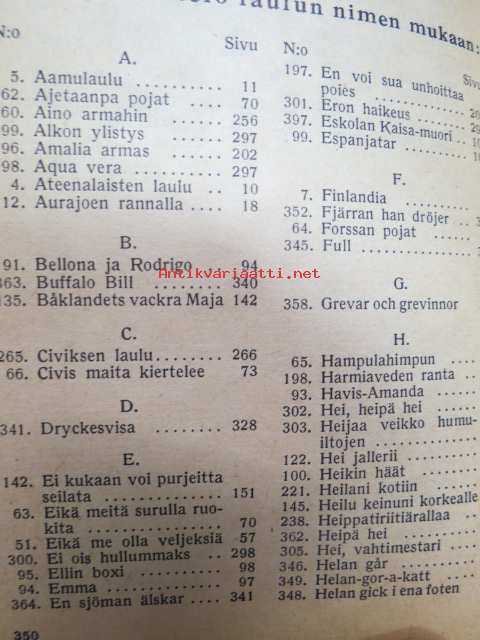 laulun nimen mukaan:
N:o Sivu
A.
5. Aamulaulu ........ 11
62. Ajetaanpa pojat .... 70
60. Aino armahin ...... 256
99. Alkon ylistys ...... 297
96. Amalia armas ...... 202
98. Aqua vera .......... 297
4. Ateenalaisten laulu .. 10
12. Aurajoen rannalla .... 18
B.
91. Bellona ja Rodrigo 94
363. Buffalo Bill ........ 340
135. Båklandets vackra Maja 142
C.
265. Civiksen laulu ........ 266
66. Civis maita kiertelee 73
D.
341. Dryckesvisa ........ 328
E.
142. Ei kukaan voi purjeitta
seilata ............ 151
63. Eikä meitä surulla ruo-
kita .............. 70
51. Eikä me olla veljeksiä 57
300. Ei ois hullummaks .. 298
95. Ellin boxi .......... 98
94. Emma .............. 97
364. En sjöman älskar .... 341
350
N:o Sivu
197. En voi sua unhoittaa
poies ..........
301. Eron haikeus ......
397. Eskolan Kaisa-muori ..
99. Espanjatar ..........
F.
7. Finlandia ..........
352. Fjärran han dröjer ..
64. Forssan pojat ......
345. Full ..............
G.
358. Grevar och grevinnor
H.
65. Hampulahimpun ....
198. Harmiaveden ranta ..
93. Havis-Amanda ......
302. Hei, heipä hei ......
303. Heijaa veikko humu-
iltojen ..........
122. Hei jallerii ..........
100. Heikin häät ........
221. Heilani kotiin ......
145. Heilu keinuni korkealle
238. Heippatiriitiärallaa ..
362. Heipä hei ..........
305. Hei, vahtimestari ....
346. Helan går ..........
349. Helan-gor-a-katt ....
348. Helan gick i ena foten
Antikvariaatti.net